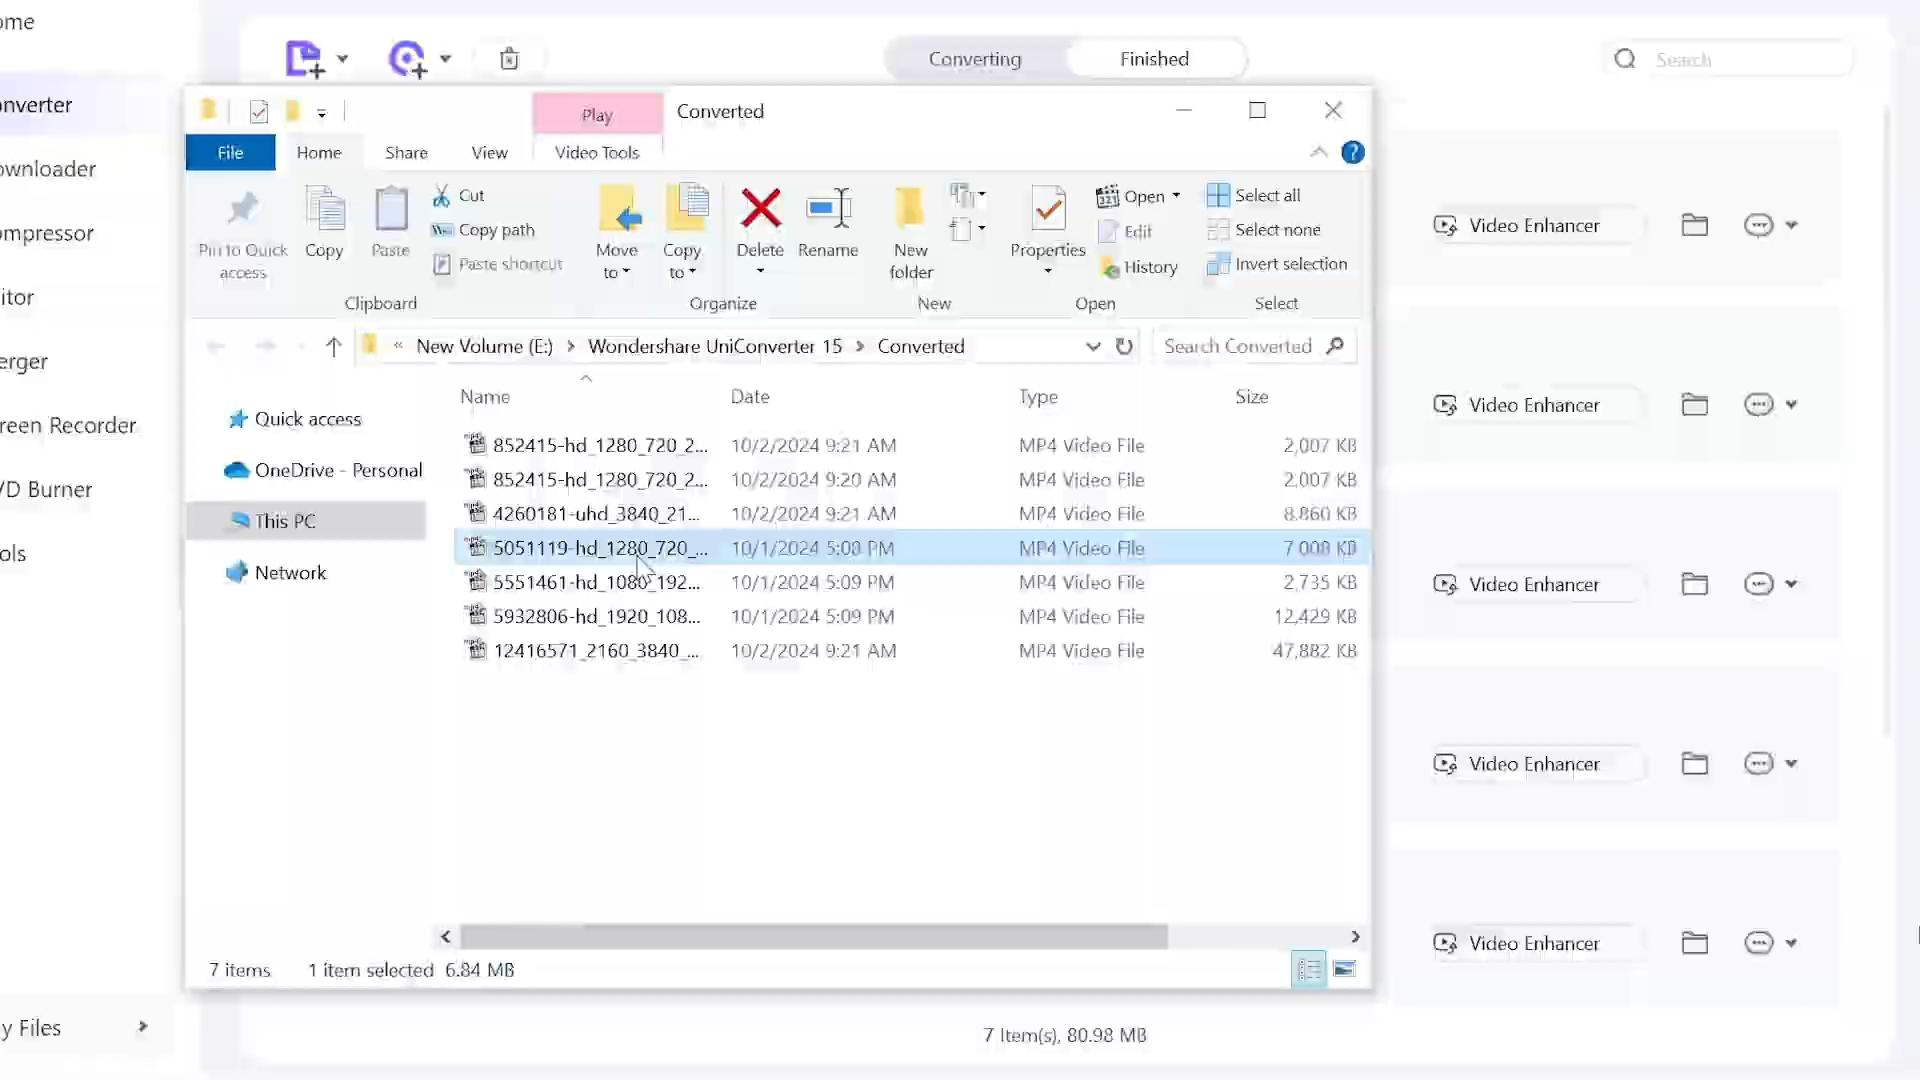 ome
Converting
Finished
Search
onverter
ownloader
ompressor
itor
erger
reen Recorder
VD Burner
ols
y Files
Play
Converted
File
Home
Share
View
Video Tools
Pin to Quick access
Copy
Paste
Cut
Copy path
Paste shortcut
Clipboard
Move to
Copy to
Delete
Rename
Organize
New folder
New
Properties
Open
Edit
History
Open
Select all
Select none
Invert selection
Select
« New Volume (E:) > Wondershare UniConverter 15 > Converted
Search Converted
Quick access
OneDrive - Personal
This PC
Network
Name Date Type Size
852415-hd_1280_720_2... 10/2/2024 9:21 AM MP4 Video File 2,007 KB
852415-hd_1280_720_2... 10/2/2024 9:20 AM MP4 Video File 2,007 KB
4260181-uhd_3840_21... 10/2/2024 9:21 AM MP4 Video File 8,860 KB
5051119-hd_1280_720_... 10/1/2024 5:08 PM MP4 Video File 7,008 KB
5551461-hd_1080_192... 10/1/2024 5:09 PM MP4 Video File 2,735 KB
5932806-hd_1920_108... 10/1/2024 5:09 PM MP4 Video File 12,429 KB
12416571_2160_3840_... 10/2/2024 9:21 AM MP4 Video File 47,882 KB
7 items 1 item selected 6.84 MB
Video Enhancer
Video Enhancer
Video Enhancer
Video Enhancer
Video Enhancer
7 Item(s), 80.98 MB